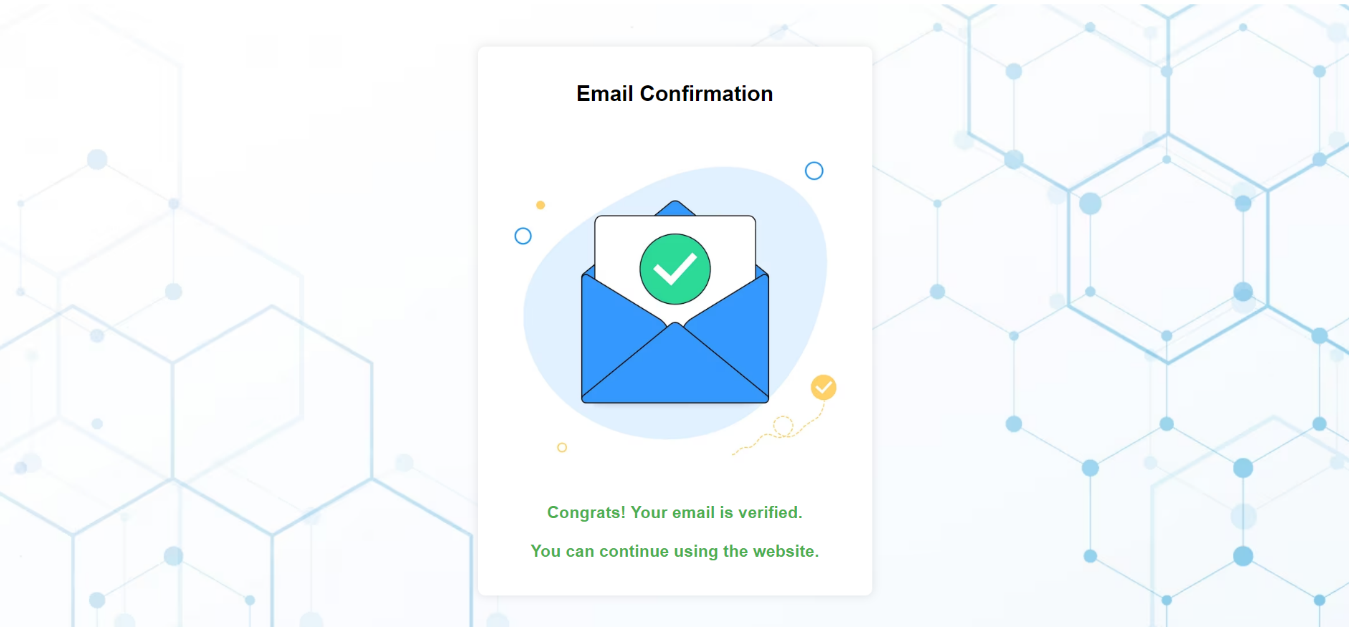 Email Confirmation
Congrats! Your email is verified.
You can continue using the website.